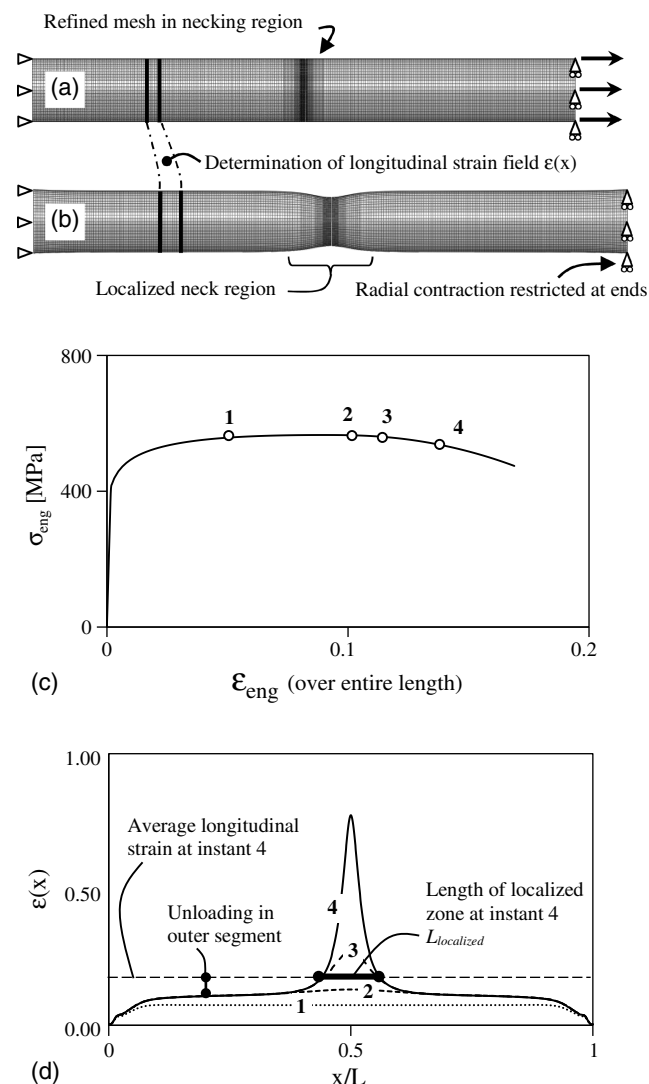 Refined mesh in necking region
(a)
Determination of longitudinal strain field ε(x)
(b)
Localized neck region
Radial contraction restricted at ends
800
400
0
σeng [MPa]
1
2
3
4
0
0.1
0.2
(c)
εeng (over entire length)
1.00
0.50
0.00
ε(x)
Average longitudinal
strain at instant 4
Unloading in
outer segment
Length of localized
zone at instant 4
Llocalized
4
3
2
1
0
0.5
1
(d)
x/L